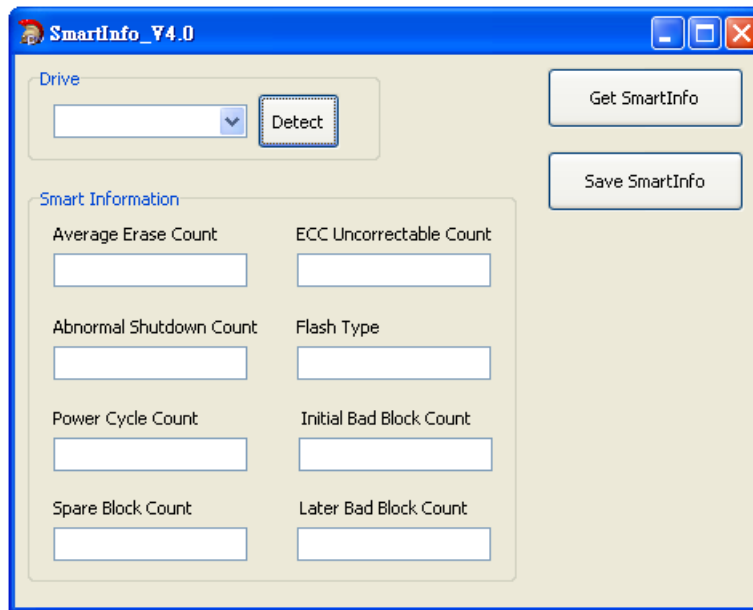 SmartInfo_V4.0
Drive
Detect
Get SmartInfo
Save SmartInfo
Smart Information
Average Erase Count
ECC Uncorrectable Count
Abnormal Shutdown Count
Flash Type
Power Cycle Count
Initial Bad Block Count
Spare Block Count
Later Bad Block Count